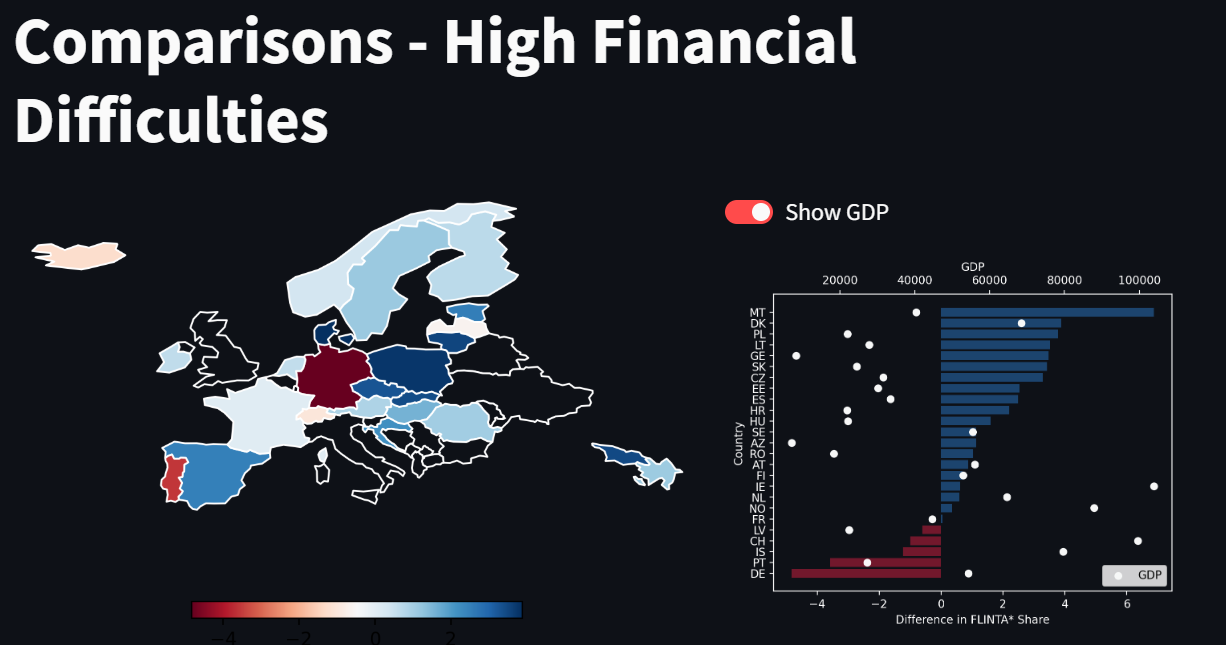 Comparisons - High Financial
Difficulties
Show GDP
GDP
20000 40000 60000 80000 100000
MT
DK
PL
LT
GE
SK
CZ
EE
ES
HR
HU
SE
AZ
RO
AT
FI
IE
NL
NO
FR
LV
CH
IS
PT
DE
Country
GDP
−4 −2 0 2 4 6
Difference in FLINTA* Share
−4 −2 0 2